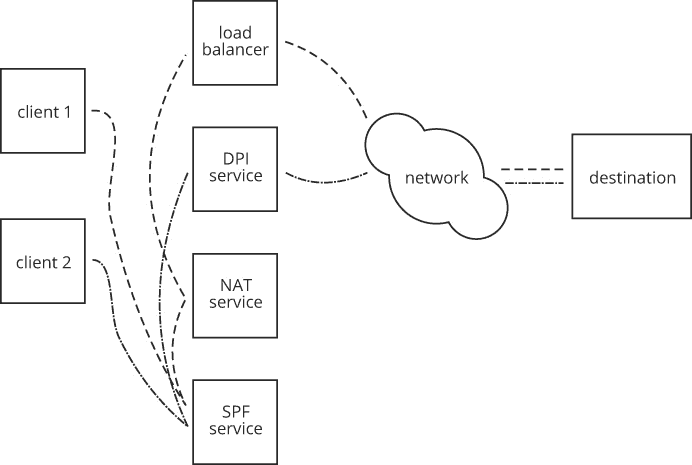 load
balancer
client 1
DPI
service
network
destination
client 2
NAT
service
SPF
service